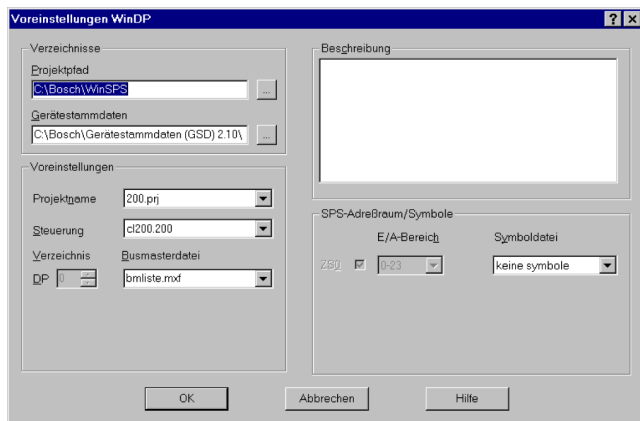 Voreinstellungen WinDP
Verzeichnisse
Projektpfad
C:\Bosch\WinSPS
...
Gerätestammdaten
C:\Bosch\Gerätestammdaten (GSD) 2.10\
...
Beschreibung
Voreinstellungen
Projektname
200.prj
Steuerung
cl200.200
Verzeichnis
Busmasterdatei
DP
0
bmliste.mxf
SPS-Adreßraum/Symbole
E/A-Bereich
Symboldatei
ZS0
0-23
keine symbole
OK
Abbrechen
Hilfe